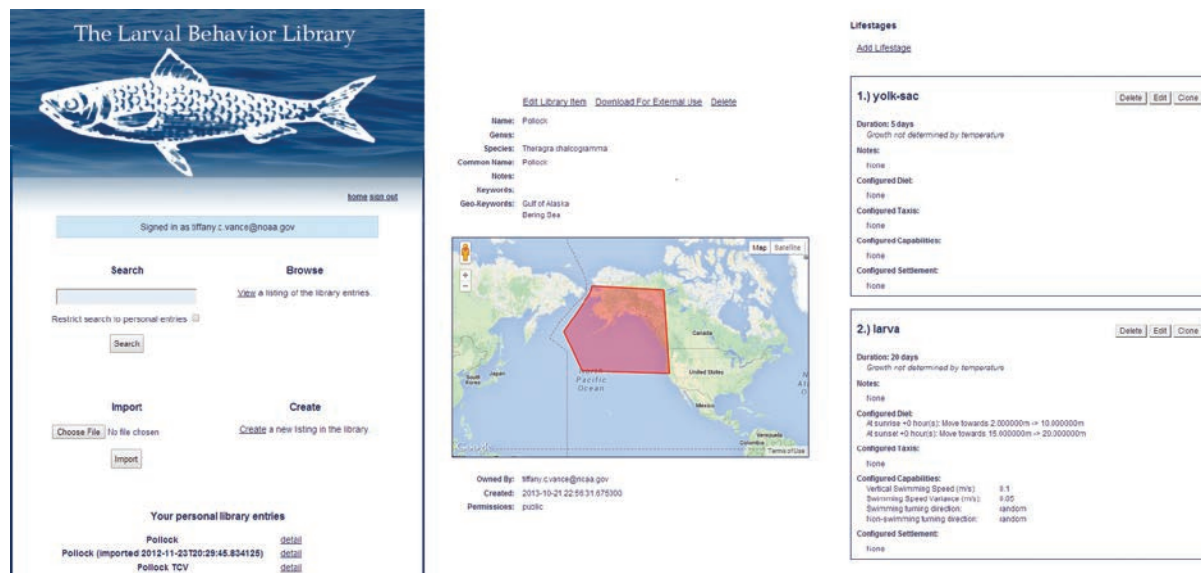 The Larval Behavior Library
home sign out
Signed in as tiffany.c.vance@noaa.gov
Search
Browse
View a listing of the library entries.
Restrict search to personal entries
Search
Import
Create
Choose File No file chosen
Create a new listing in the library.
Import
Your personal library entries
Pollock detail
Pollock (imported 2012-11-23T20:29:45.834125) detail
Pollock TCV detail
Edit Library Item Download For External Use Delete
Name: Pollock
Genus:
Species: Theragra chalcogramma
Common Name: Pollock
Notes:
Keywords:
Geo-Keywords: Gulf of Alaska
Bering Sea
Map Satellite
Canada
United States
South Korea
Japan
North
Pacific
Ocean
Mexico
Venezuela
Colombia
Google
Terms of Use
Owned By: tiffany.c.vance@noaa.gov
Created: 2013-10-21 22:56:31.675300
Permissions: public
Lifestages
Add Lifestage
1.) yolk-sac
Delete Edit Clone
Duration: 5 days
Growth not determined by temperature
Notes:
None
Configured Diel:
None
Configured Taxis:
None
Configured Capabilities:
None
Configured Settlement:
None
2.) larva
Delete Edit Clone
Duration: 20 days
Growth not determined by temperature
Notes:
None
Configured Diel:
At sunrise +0 hour(s): Move towards 2.000000m -> 10.000000m
At sunset +0 hour(s): Move towards 15.000000m -> 20.000000m
Configured Taxis:
None
Configured Capabilities:
Vertical Swimming Speed (m/s): 0.1
Swimming Speed Variance (m/s): 0.05
Swimming turning direction: random
Non-swimming turning direction: random
Configured Settlement:
None